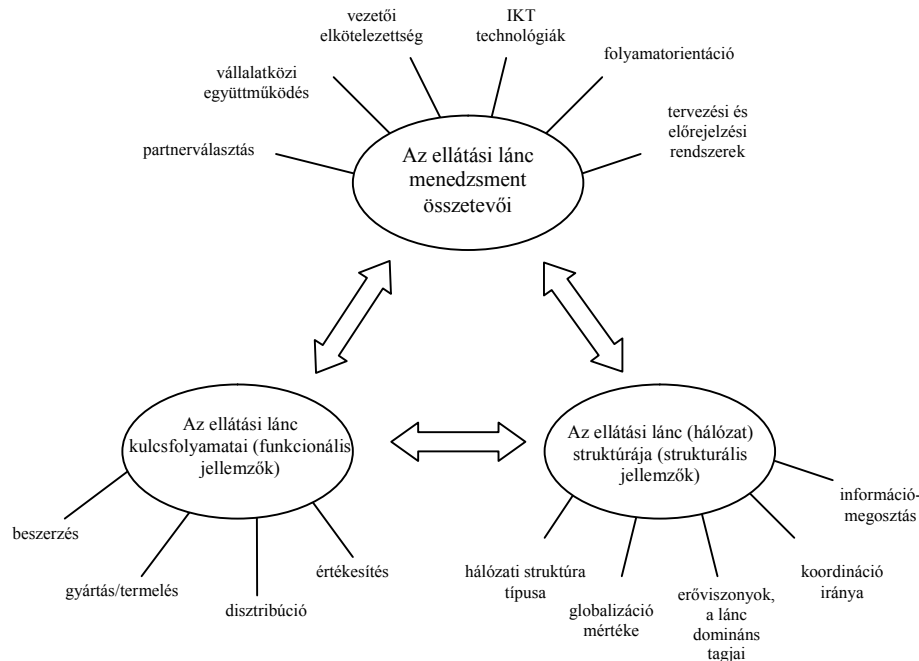 vezetői
elkötelezettség
IKT
technológiák
folyamatorientáció
vállalatközi
együttműködés
tervezési és
előrejelzési
rendszerek
partnerválasztás
Az ellátási lánc
menedzsment
összetevői
Az ellátási lánc
kulcsfolyamatai (funkcionális
jellemzők)
Az ellátási lánc (hálózat)
struktúrája (strukturális
jellemzők)
beszerzés
gyártás/termelés
disztribúció
értékesítés
hálózati struktúra
típusa
globalizáció
mértéke
erőviszonyok,
a lánc
domináns
tagjai
koordináció
iránya
információ-
megosztás